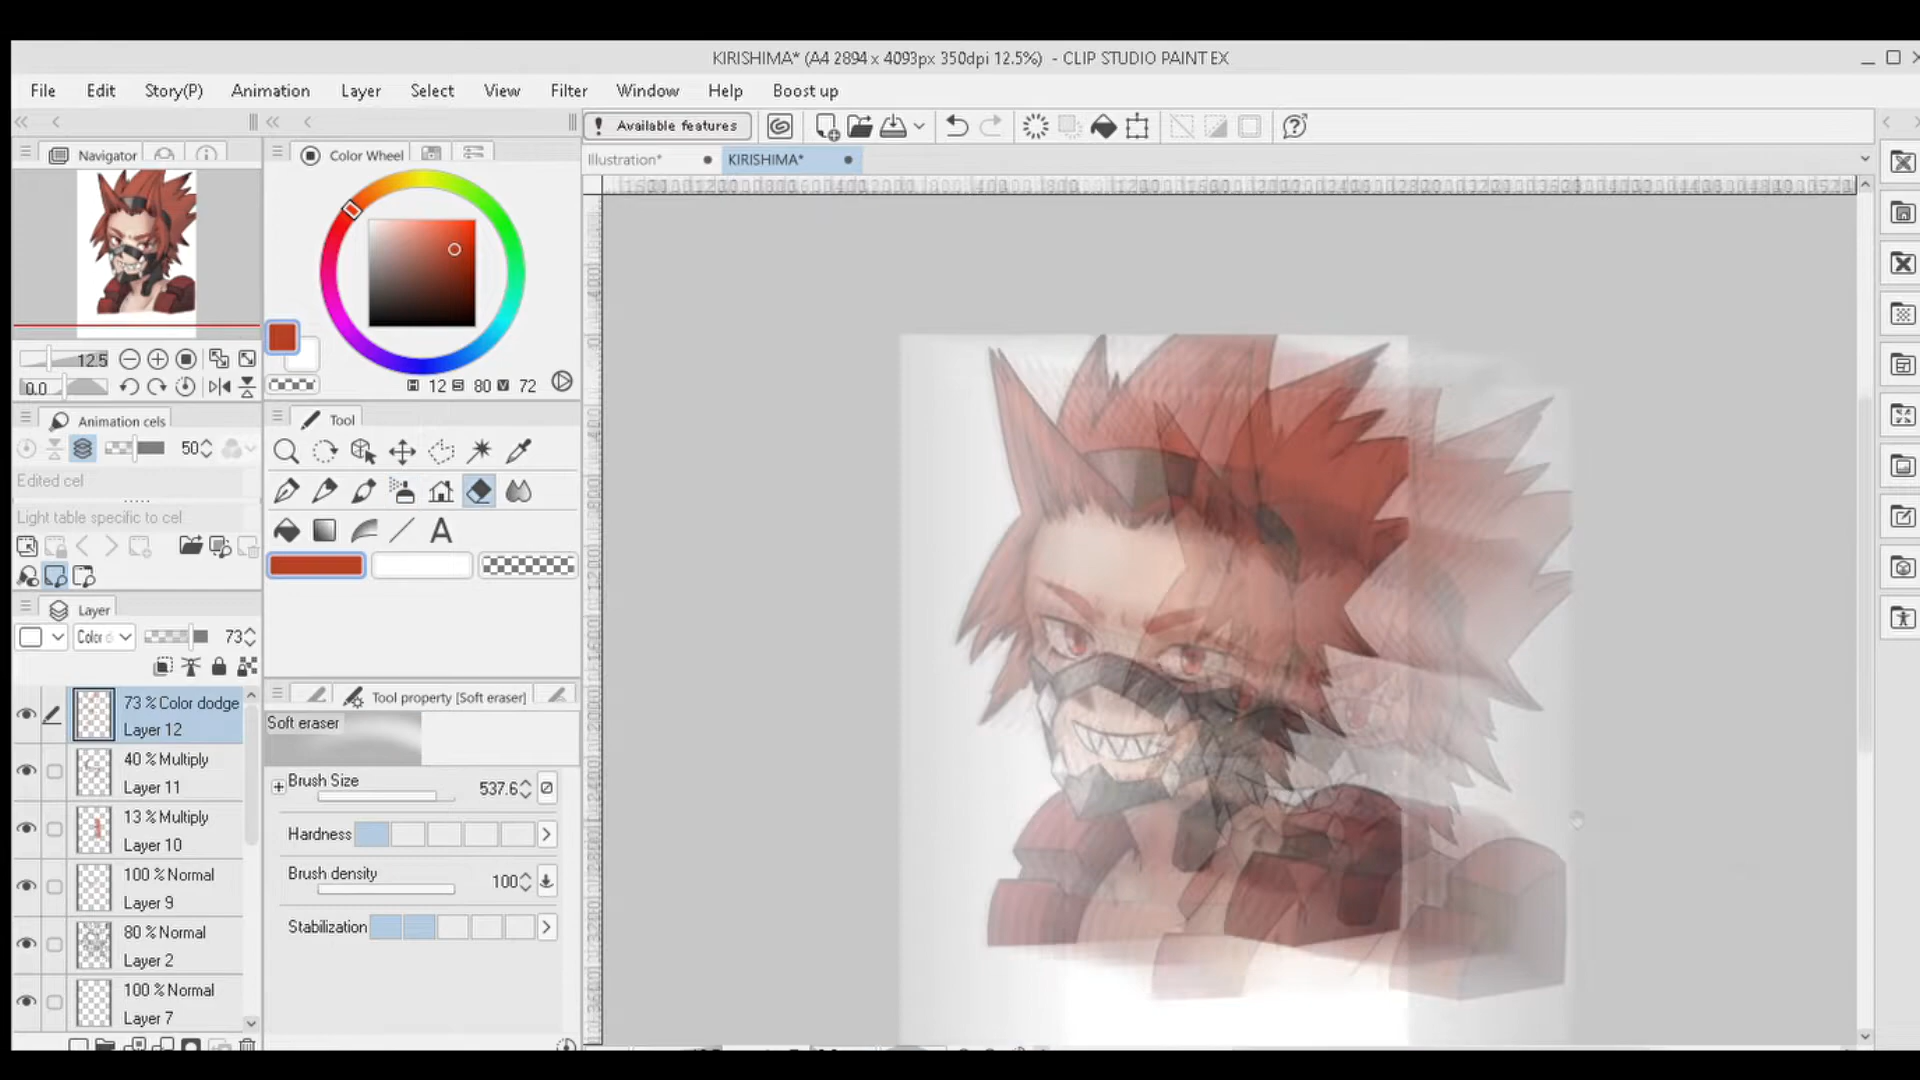 KIRISHIMA* (A4 2894 x 4093px 350dpi 12.5%) - CLIP STUDIO PAINT EX
File Edit Story(P) Animation Layer Select View Filter Window Help Boost up
! Available features
Illustration* KIRISHIMA*
Navigator
12.5
0.0
Color Wheel
H 12 S 80 V 72
Animation cels
50
Edited cel
Light table specific to cel
Tool
A
Layer
73
73 % Color dodge
Layer 12
40 % Multiply
Layer 11
13 % Multiply
Layer 10
100 % Normal
Layer 9
80 % Normal
Layer 2
100 % Normal
Layer 7
Tool property [Soft eraser]
Soft eraser
Brush Size 537.6
Hardness
Brush density 100
Stabilization